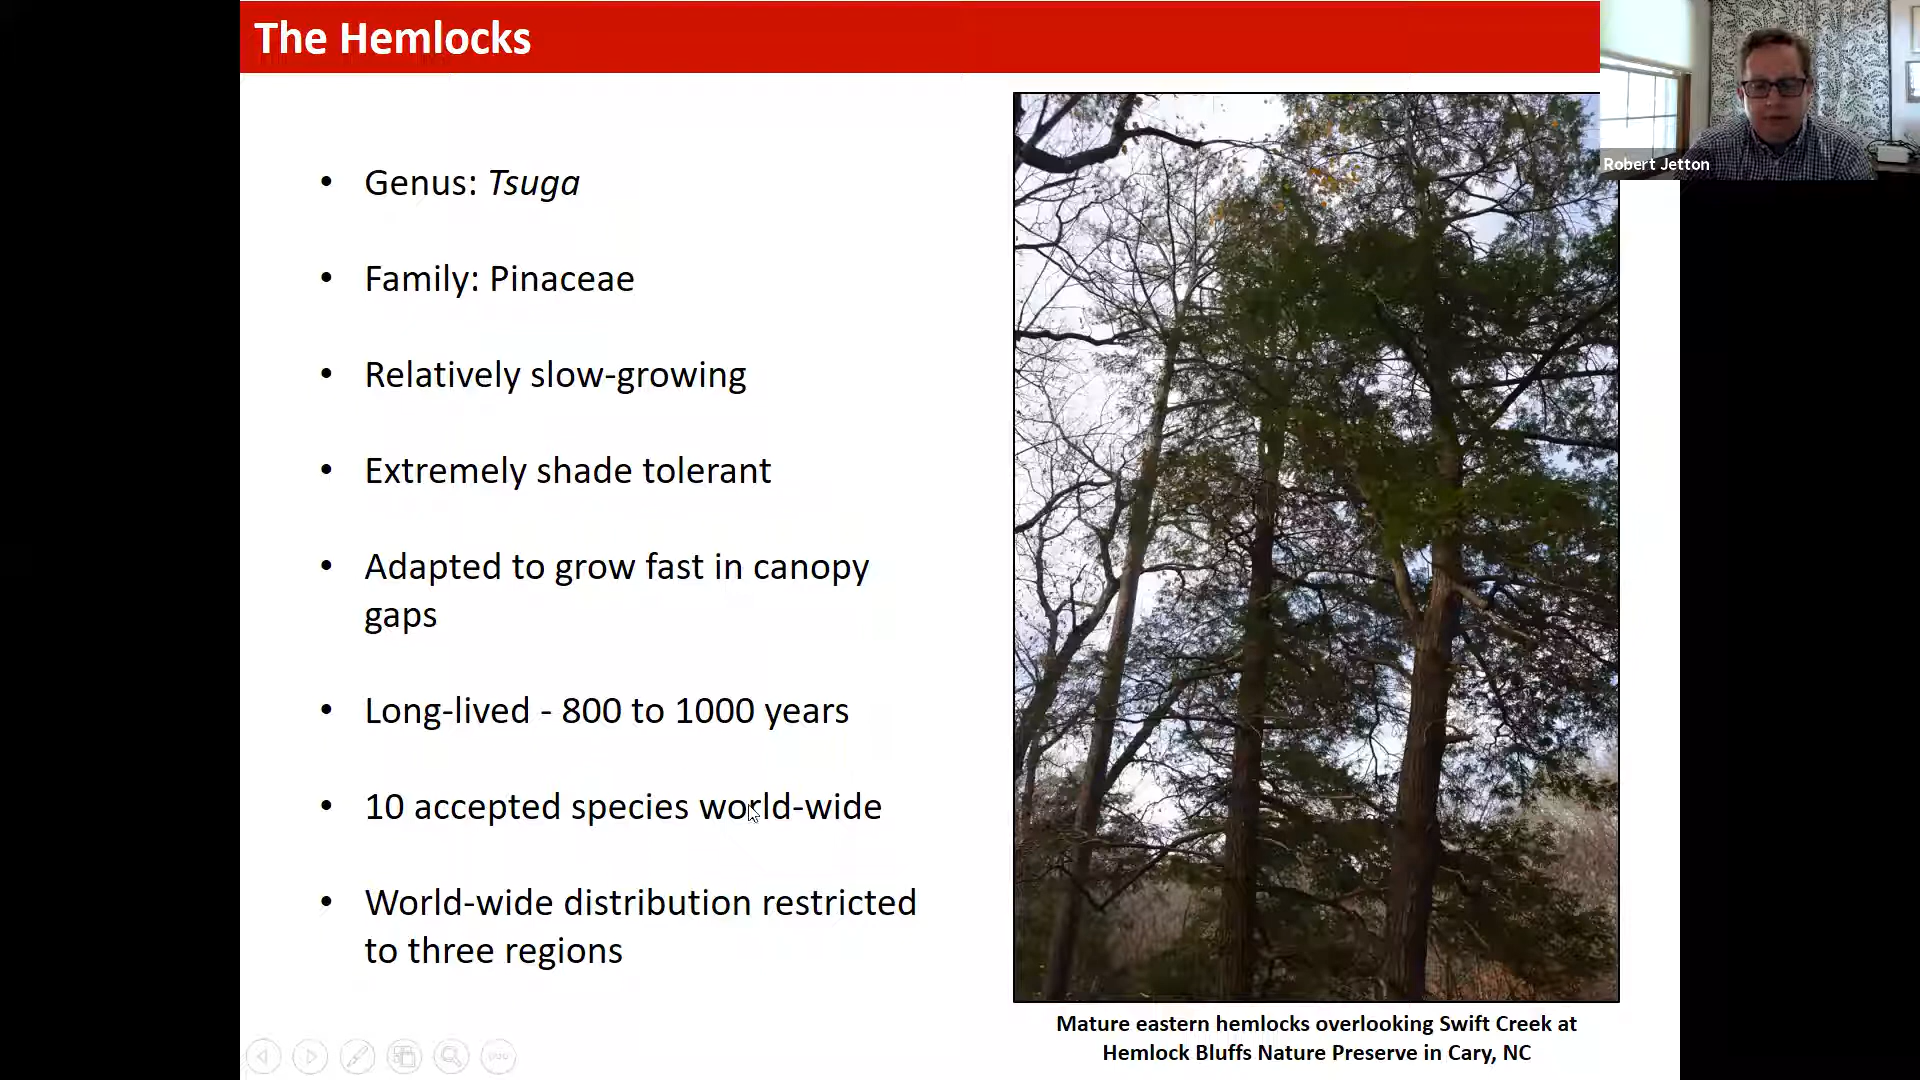 The Hemlocks
Robert Jetton
• Genus: Tsuga
• Family: Pinaceae
• Relatively slow-growing
• Extremely shade tolerant
• Adapted to grow fast in canopy
gaps
• Long-lived - 800 to 1000 years
• 10 accepted species world-wide
• World-wide distribution restricted
to three regions
Mature eastern hemlocks overlooking Swift Creek at
Hemlock Bluffs Nature Preserve in Cary, NC